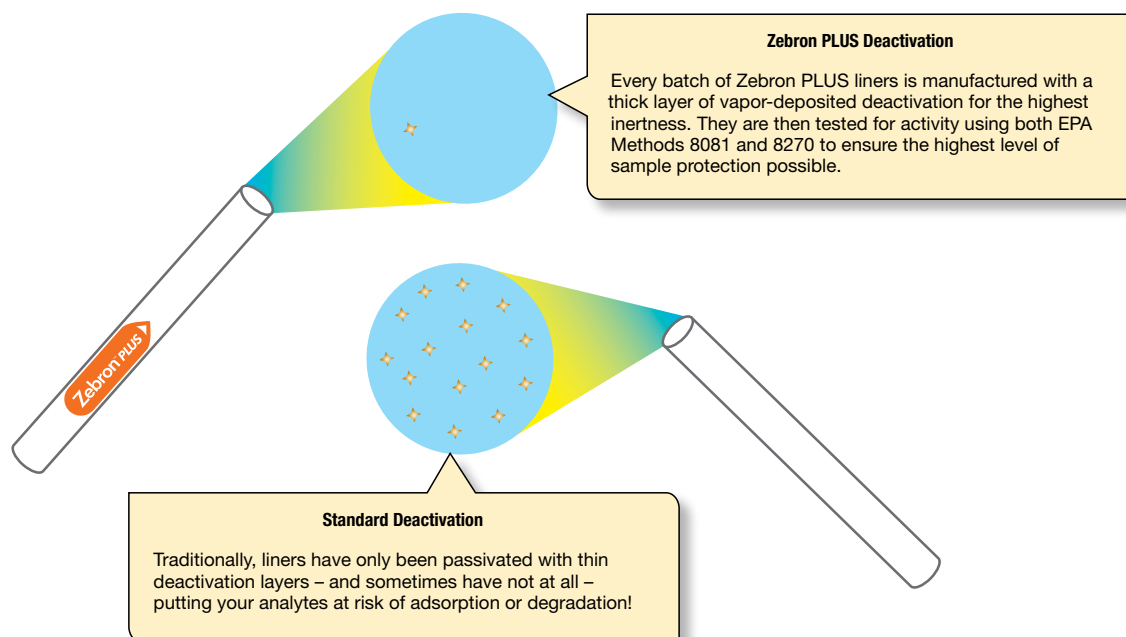 Zebron PLUS Deactivation
Every batch of Zebron PLUS liners is manufactured with a
thick layer of vapor-deposited deactivation for the highest
inertness. They are then tested for activity using both EPA
Methods 8081 and 8270 to ensure the highest level of
sample protection possible.
Zebron PLUS
Standard Deactivation
Traditionally, liners have only been passivated with thin
deactivation layers – and sometimes have not at all –
putting your analytes at risk of adsorption or degradation!